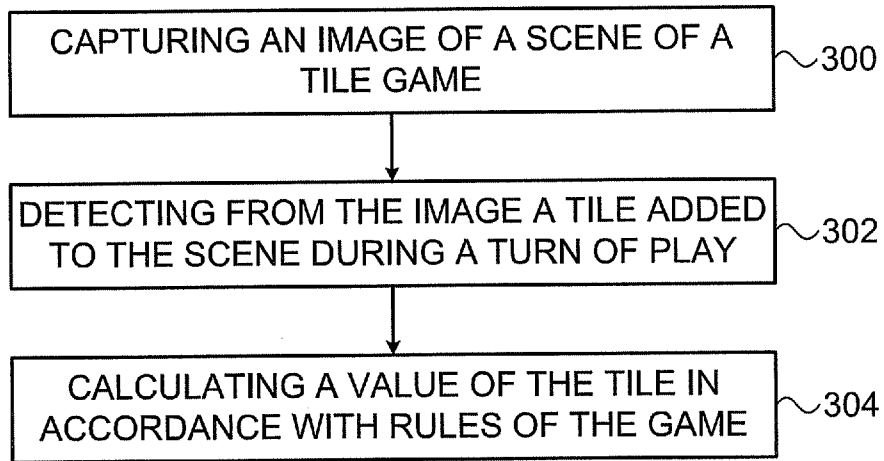 CAPTURING AN IMAGE OF A SCENE OF A
TILE GAME
300
DETECTING FROM THE IMAGE A TILE ADDED
TO THE SCENE DURING A TURN OF PLAY
302
CALCULATING A VALUE OF THE TILE IN
ACCORDANCE WITH RULES OF THE GAME
304